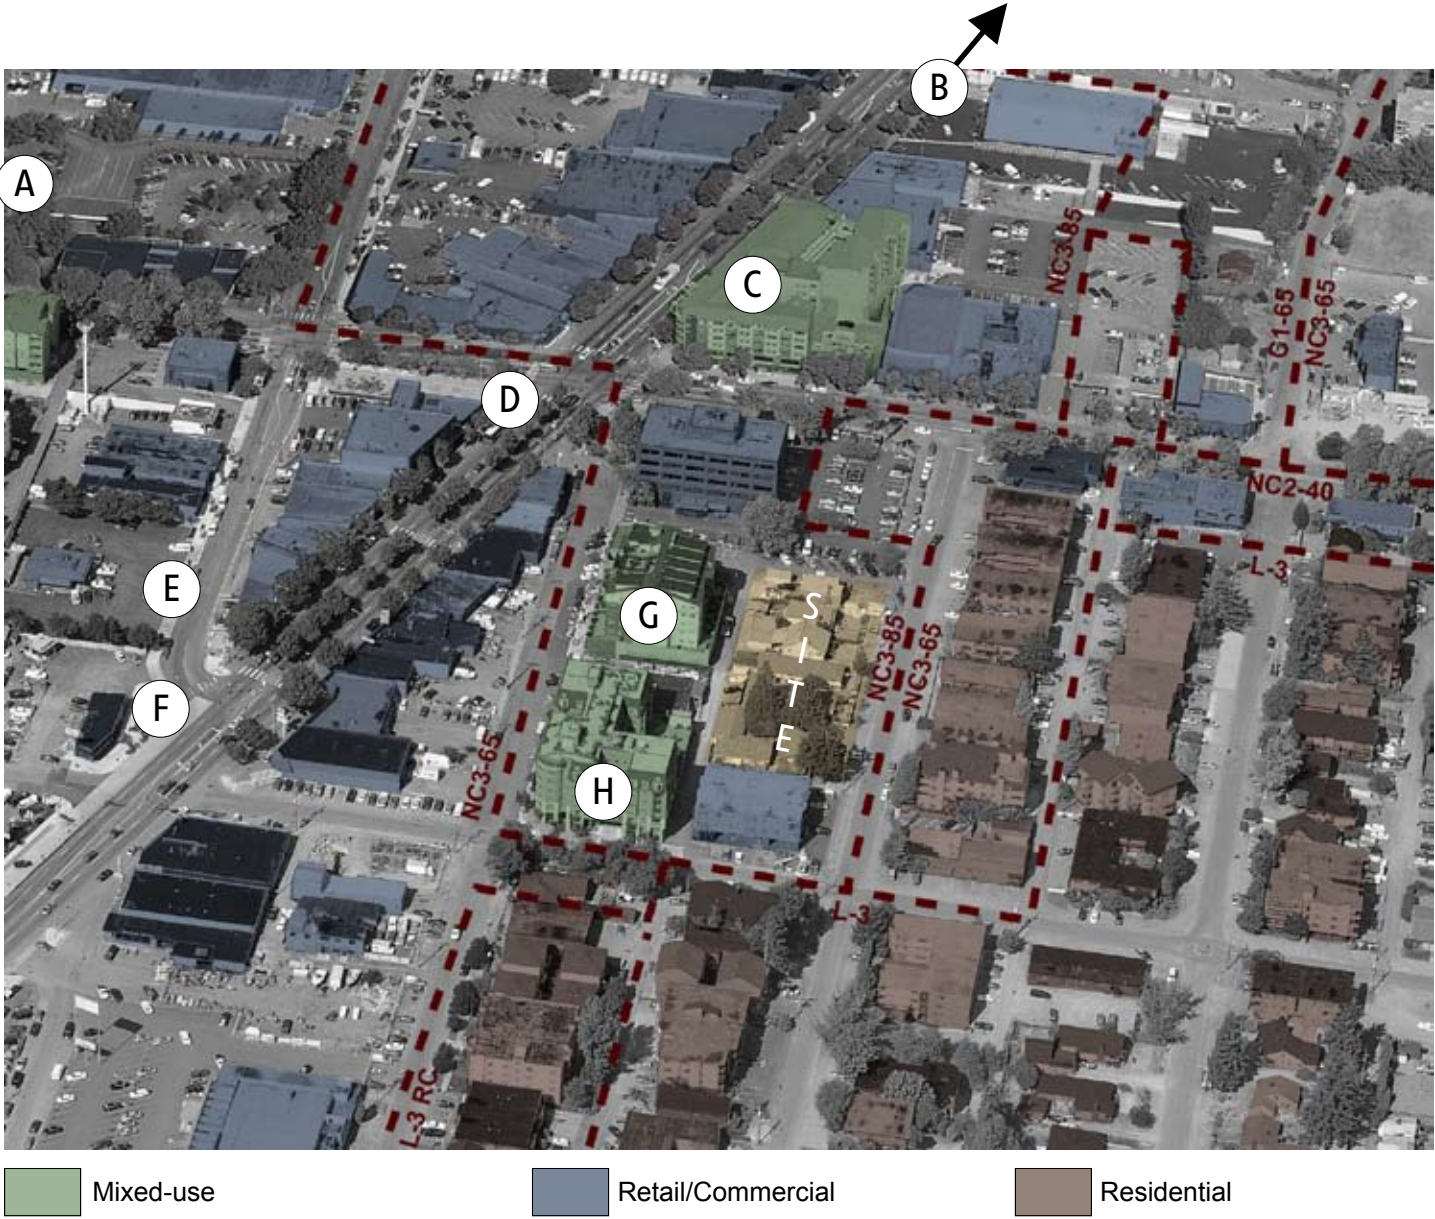 B
A
NC3-85
C
G1-65
NC3-65
D
NC2-40
L-3
E
SITE
G
NC3-85
NC3-65
F
NC3-65
H
L-3
L-3 RC
Mixed-use
Retail/Commercial
Residential